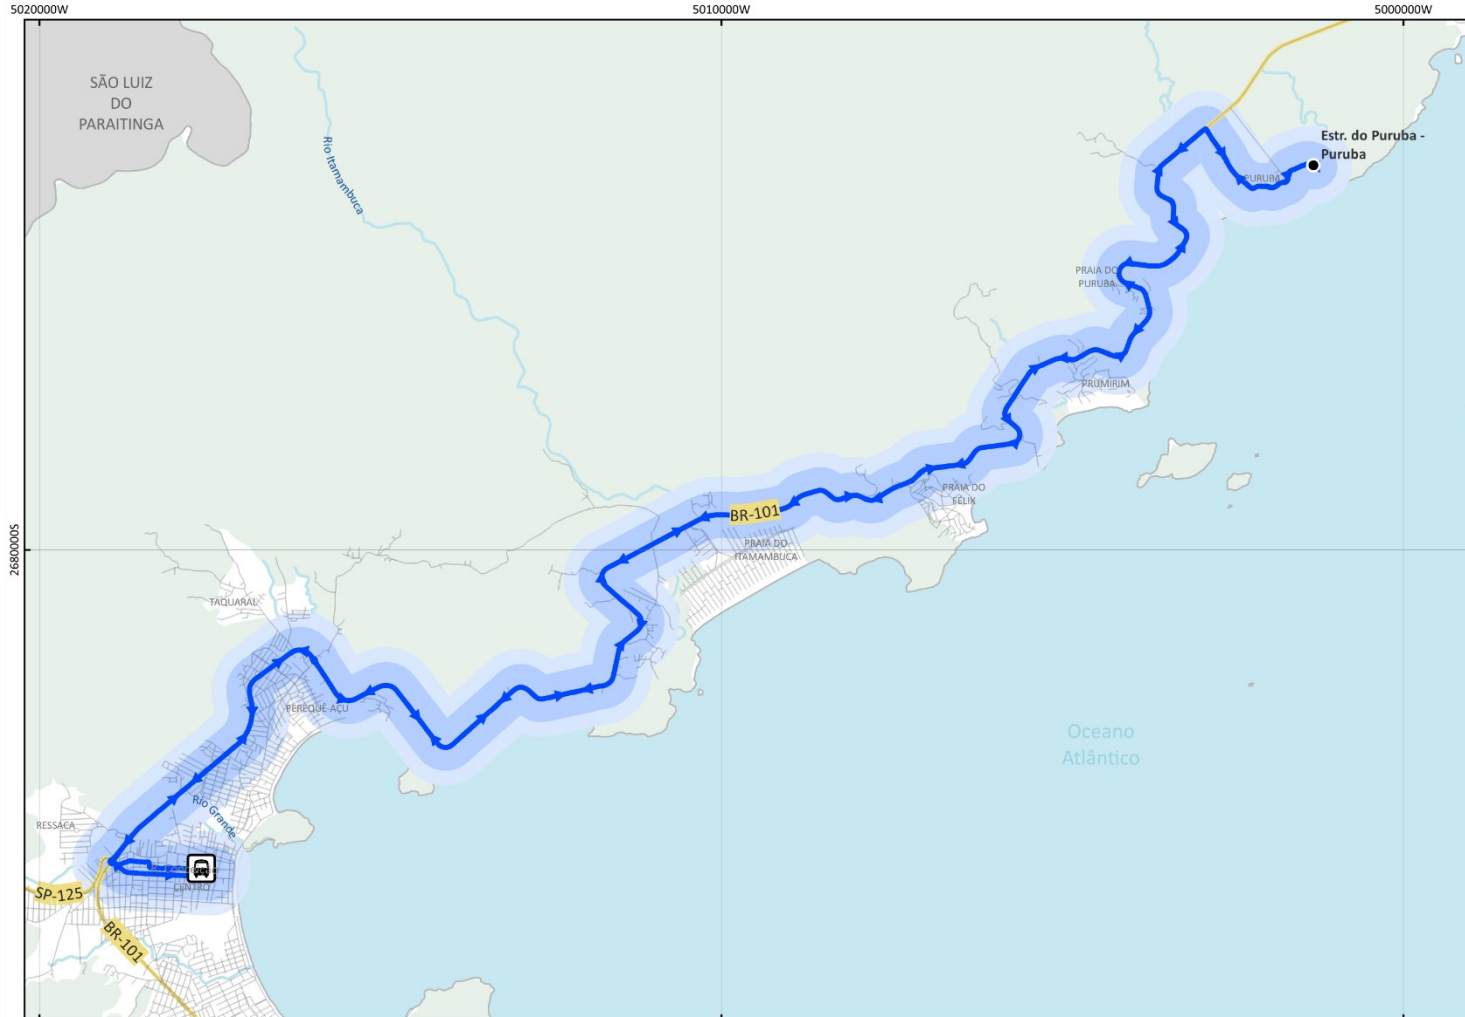 5020000W
5010000W
5000000W
SÃO LUIZ
DO
PARAITINGA
Rio Itamambuca
Estr. do Puruba -
Puruba
PURUBA
PRAIA DO
PURUBA
PRUMIRIM
PRAIA DO
FÉLIX
BR-101
PRAIA DO
ITAMAMBUCA
2680000S
TAQUARAL
PEREQUÊ-AÇU
Oceano
Atlântico
Rio Grande
RESSACA
CENTRO
SP-125
BR-101